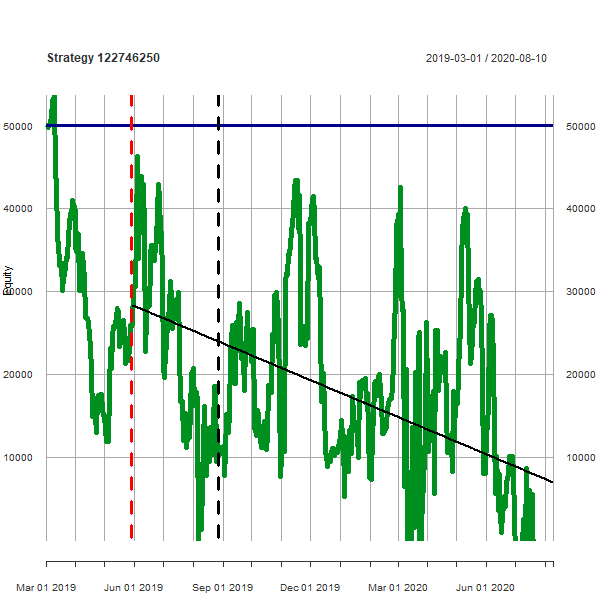 Strategy 122746250
2019-03-01 / 2020-08-10
50000
50000
40000
40000
Equity
30000
30000
20000
20000
10000
10000
Mar 01 2019
Jun 01 2019
Sep 01 2019
Dec 01 2019
Mar 01 2020
Jun 01 2020